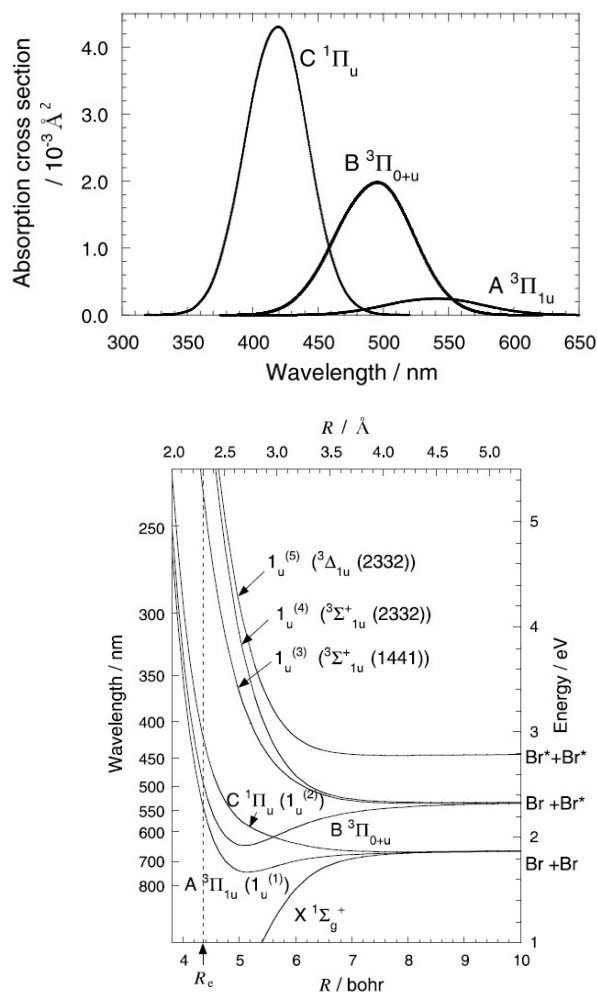 Absorption cross section
/ 10⁻³ Å²
4.0
3.0
2.0
1.0
0.0
C ¹Πᵤ
B ³Π₀₊ᵤ
A ³Π₁ᵤ
300 350 400 450 500 550 600 650
Wavelength / nm
R / Å
2.0 2.5 3.0 3.5 4.0 4.5 5.0
Wavelength / nm
250
300
350
400
450
500
550
600
700
800
Energy / eV
5
4
3
2
1
1ᵤ⁽⁵⁾ (³Δ₁ᵤ (2332))
1ᵤ⁽⁴⁾ (³Σ⁺₁ᵤ (2332))
1ᵤ⁽³⁾ (³Σ⁺₁ᵤ (1441))
Br*+Br*
C ¹Πᵤ (1ᵤ⁽²⁾)
Br +Br*
B ³Π₀₊ᵤ
Br +Br
A ³Π₁ᵤ (1ᵤ⁽¹⁾)
X ¹Σg⁺
4 5 6 7 8 9 10
Rₑ
R / bohr